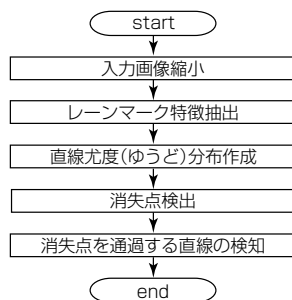 start
入力画像縮小
レーンマーク特徴抽出
直線尤度(ゆうど)分布作成
消失点検出
消失点を通過する直線の検知
end